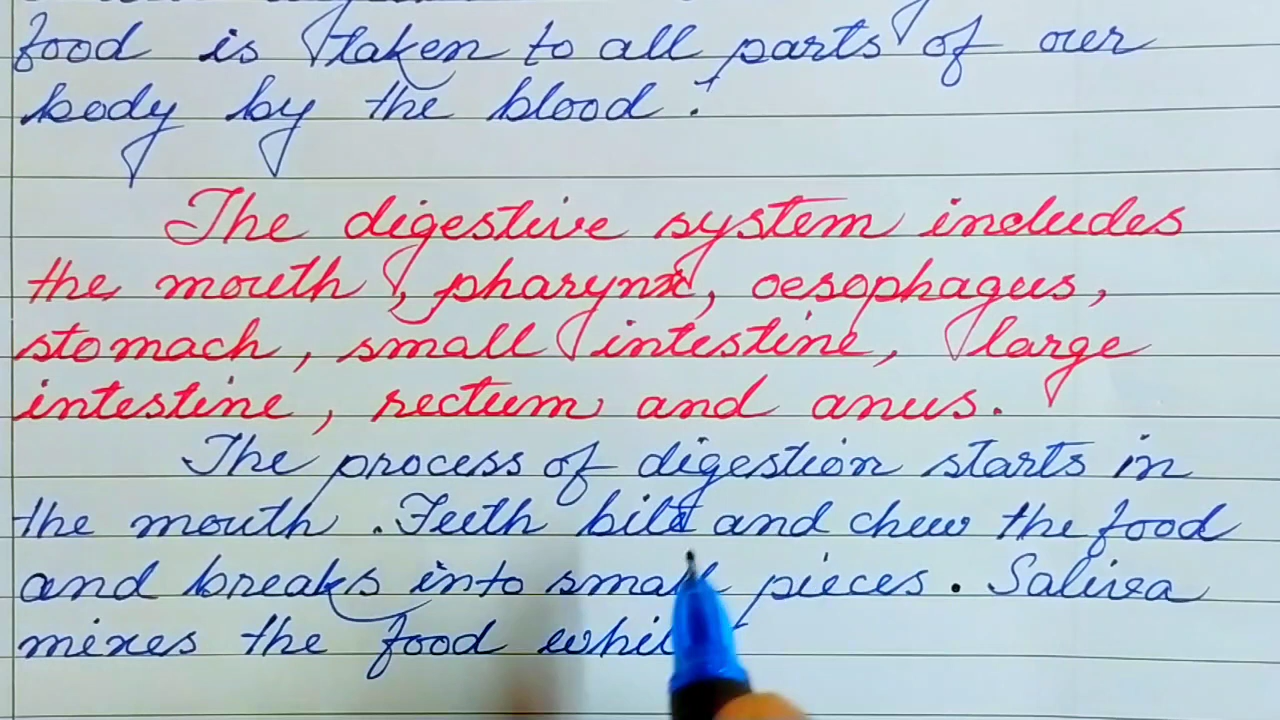 food is taken to all parts of our
body by the blood.
The digestive system includes
the mouth, pharynx, oesophagus,
stomach, small intestine, large
intestine, rectum and anus.
The process of digestion starts in
the mouth. Teeth bite and chew the food
and breaks into small pieces. Saliva
mixes the food